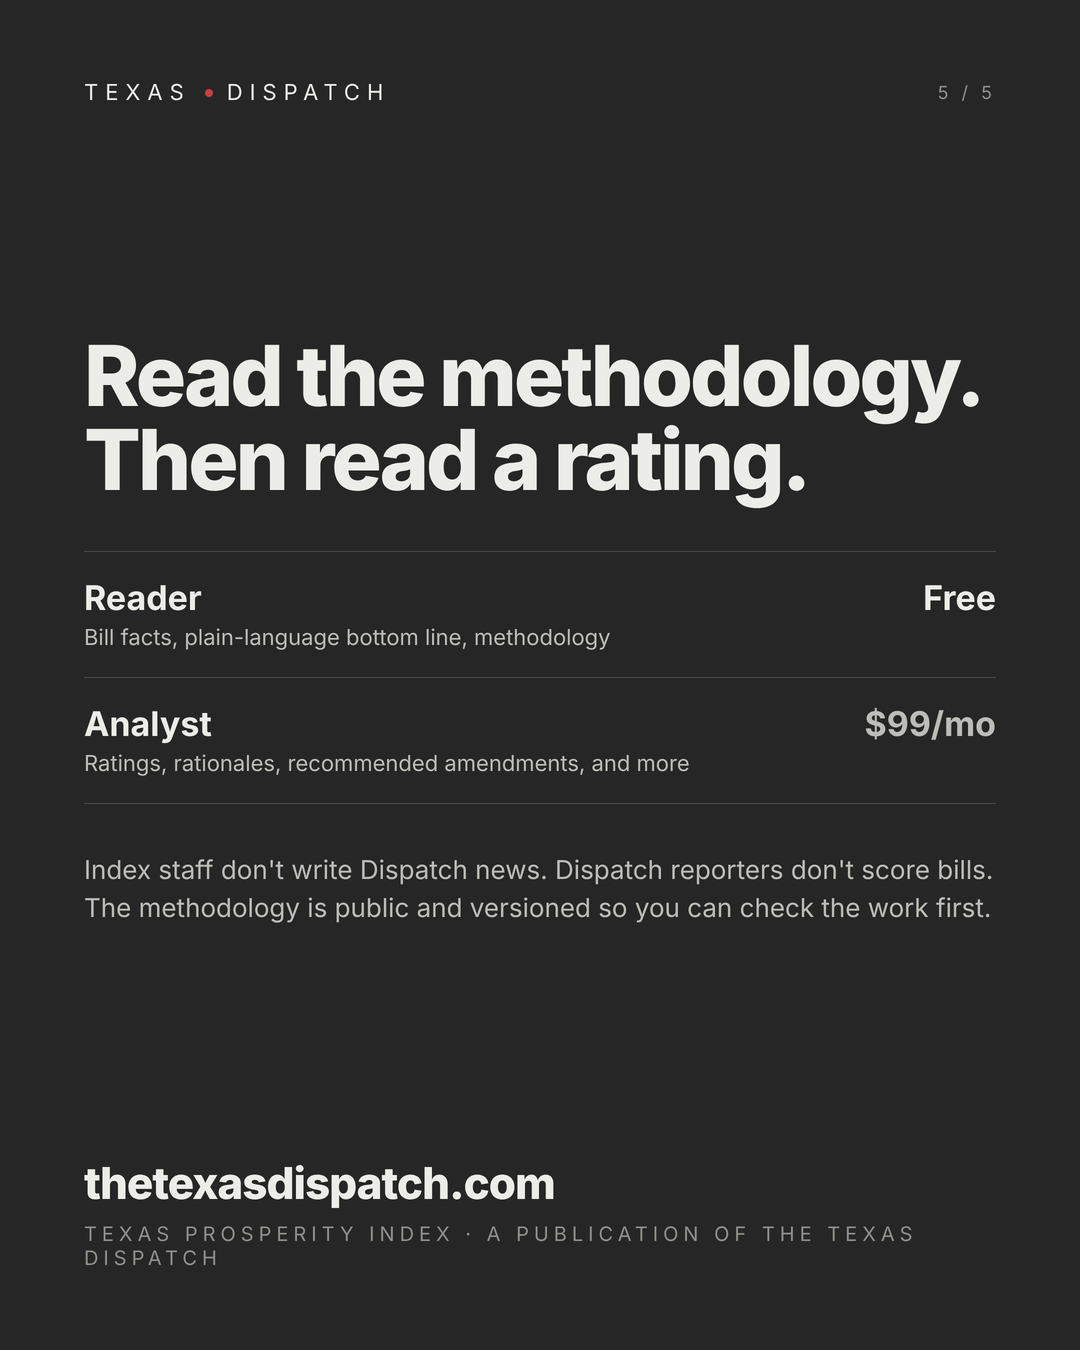 TEXAS • DISPATCH
5 / 5
Read the methodology.
Then read a rating.
Reader
Free
Bill facts, plain-language bottom line, methodology
Analyst
$99/mo
Ratings, rationales, recommended amendments, and more
Index staff don't write Dispatch news. Dispatch reporters don't score bills.
The methodology is public and versioned so you can check the work first.
thetexasdispatch.com
TEXAS PROSPERITY INDEX · A PUBLICATION OF THE TEXAS
DISPATCH